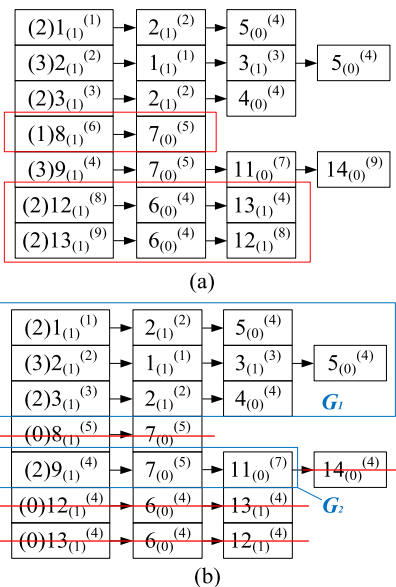 (2)1(1)(1) 2(1)(2) 5(0)(4)
(3)2(1)(2) 1(1)(1) 3(1)(3) 5(0)(4)
(2)3(1)(3) 2(1)(2) 4(0)(4)
(1)8(1)(6) 7(0)(5)
(3)9(1)(4) 7(0)(5) 11(0)(7) 14(0)(9)
(2)12(1)(8) 6(0)(4) 13(1)(4)
(2)13(1)(9) 6(0)(4) 12(1)(8)
(a)
(2)1(1)(1) 2(1)(2) 5(0)(4)
(3)2(1)(2) 1(1)(1) 3(1)(3) 5(0)(4)
(2)3(1)(3) 2(1)(2) 4(0)(4) G1
(0)8(1)(5) 7(0)(5)
(2)9(1)(4) 7(0)(5) 11(0)(7) 14(0)(4)
G2
(0)12(1)(4) 6(0)(4) 13(1)(4)
(0)13(1)(4) 6(0)(4) 12(1)(4)
(b)